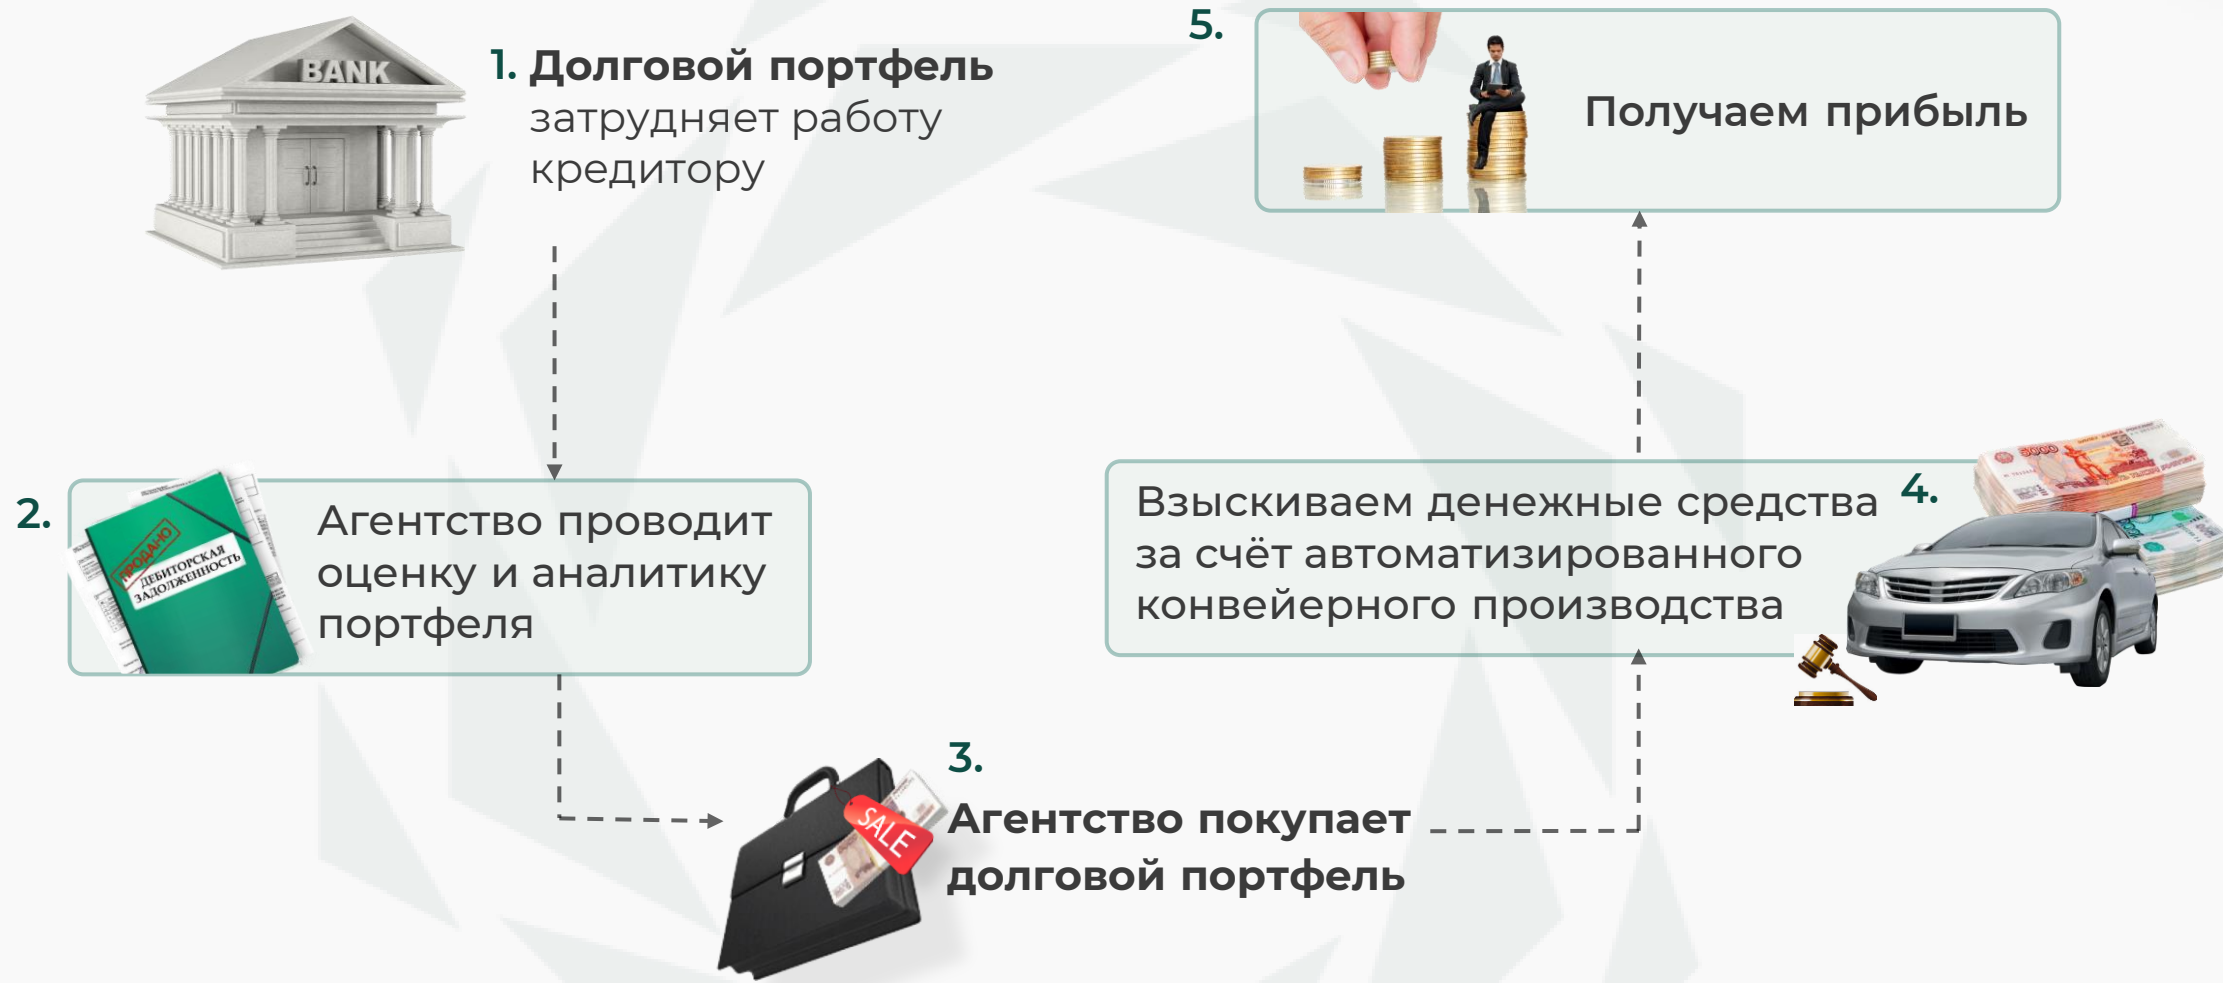 BANK
1. Долговой портфель
затрудняет работу
кредитору
2.
ПРОДАНО
ДЕБИТОРСКАЯ
ЗАДОЛЖЕННОСТЬ
Агентство проводит
оценку и аналитику
портфеля
3.
SALE
Агентство покупает
долговой портфель
4.
Взыскиваем денежные средства
за счёт автоматизированного
конвейерного производства
5000
5.
Получаем прибыль